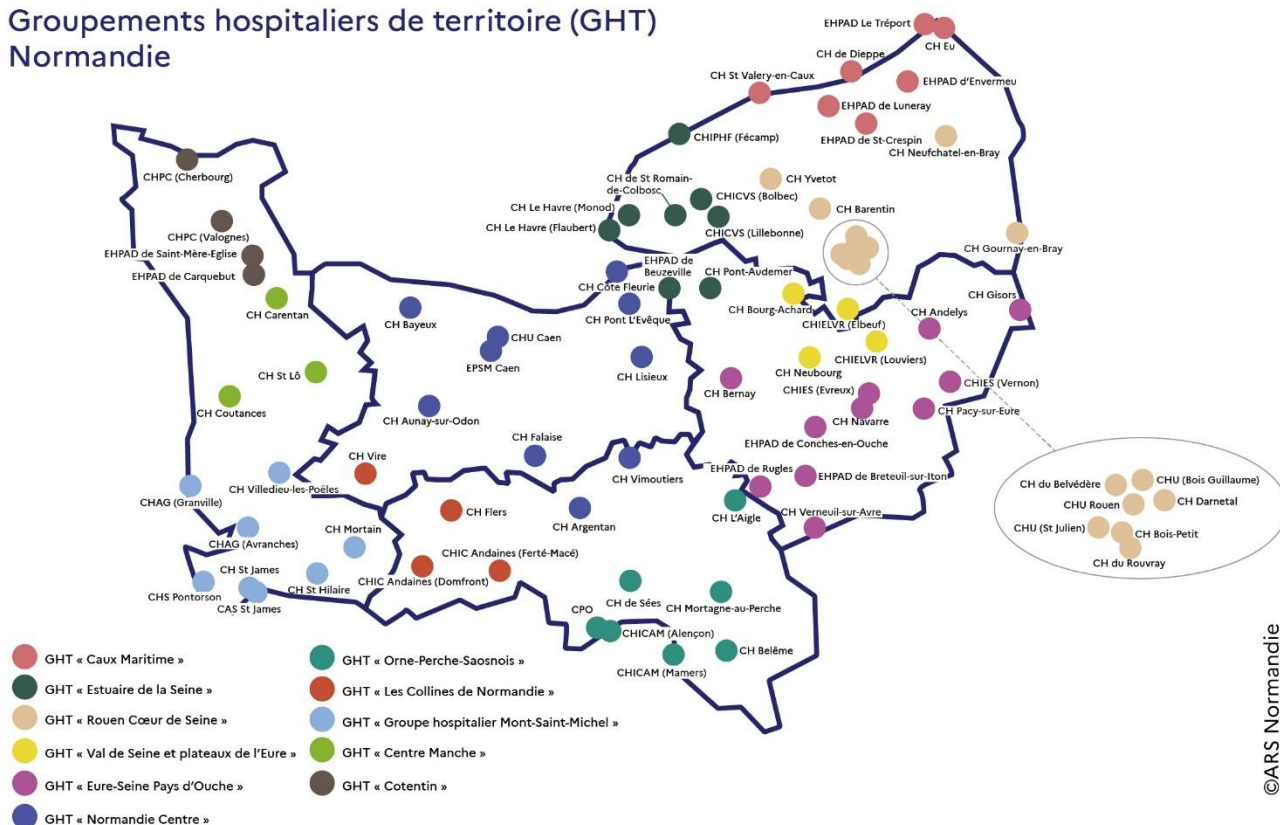 Groupements hospitaliers de territoire (GHT)
Normandie
EHPAD Le Tréport
CH Eu
CH de Dieppe
EHPAD d'Envermeu
CH St Valery-en-Caux
EHPAD de Luneray
EHPAD de St-Crespin
CH Neufchatel-en-Bray
CHIPHF (Fécamp)
CHPC (Cherbourg)
CH Yvetot
CH de St Romain-
de-Colbosc
CHICVS (Bolbec)
CH Barentin
CH Le Havre (Monod)
CH Le Havre (Flaubert)
CHICVS (Lillebonne)
CH Gournay-en-Bray
CHPC (Valognes)
EHPAD de Saint-Mère-Eglise
EHPAD de Carquebut
EHPAD de
Beuzeville
CH Pont-Audemer
CH Côte Fleurie
CH Gisors
CH Carentan
CH Bayeux
CH Pont L'Evêque
CH Bourg-Achard
CH Andelys
CHIELVR (Elbeuf)
CHU Caen
EPSM Caen
CHIELVR (Louviers)
CH St Lô
CH Lisieux
CH Neubourg
CH Bernay
CHIES (Evreux)
CHIES (Vernon)
CH Coutances
CH Aunay-sur-Odon
CH Navarre
CH Pacy-sur-Eure
EHPAD de Conches-en-Ouche
CH Falaise
CH Vire
CH Vimoutiers
EHPAD de Rugles
EHPAD de Breteuil-sur-Iton
CHAG (Granville)
CH Villedieu-les-Poëles
CH du Belvédère
CHU (Bois Guillaume)
CHU Rouen
CH Darnetal
CHU (St Julien)
CH Bois-Petit
CH du Rouvray
CH Flers
CH Argentan
CH L'Aigle
CH Verneuil-sur-Avre
CH Mortain
CHAG (Avranches)
CHIC Andaines (Ferté-Macé)
CHIC Andaines (Domfront)
CH St James
CH St Hilaire
CHS Pontorson
CAS St James
CH de Sées
CH Mortagne-au-Perche
CPO
CHICAM (Alençon)
CHICAM (Mamers)
CH Belême
GHT « Caux Maritime »
GHT « Estuaire de la Seine »
GHT « Rouen Cœur de Seine »
GHT « Val de Seine et plateaux de l'Eure »
GHT « Eure-Seine Pays d'Ouche »
GHT « Normandie Centre »
GHT « Orne-Perche-Saosnois »
GHT « Les Collines de Normandie »
GHT « Groupe hospitalier Mont-Saint-Michel »
GHT « Centre Manche »
GHT « Cotentin »
©ARS Normandie